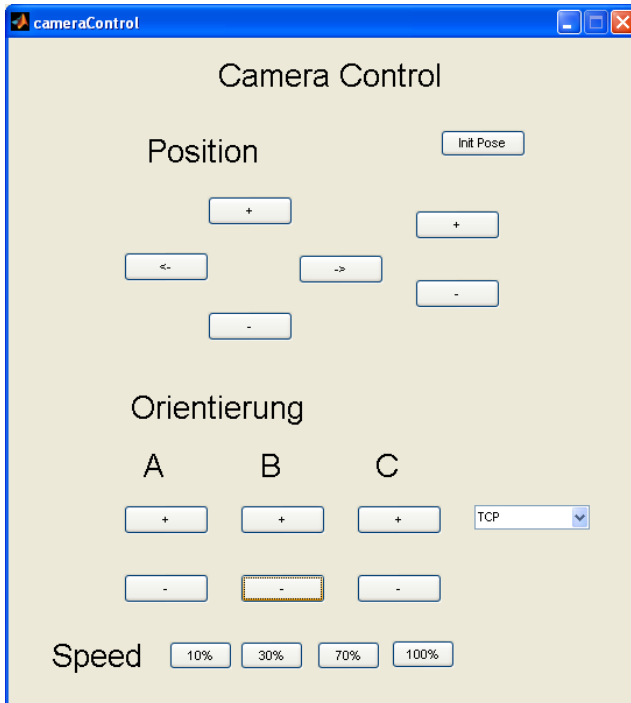 cameraControl
Camera Control
Position
Init Pose
+
+
<-
->
-
-
Orientierung
A B C
+ + + TCP
- - -
Speed 10% 30% 70% 100%